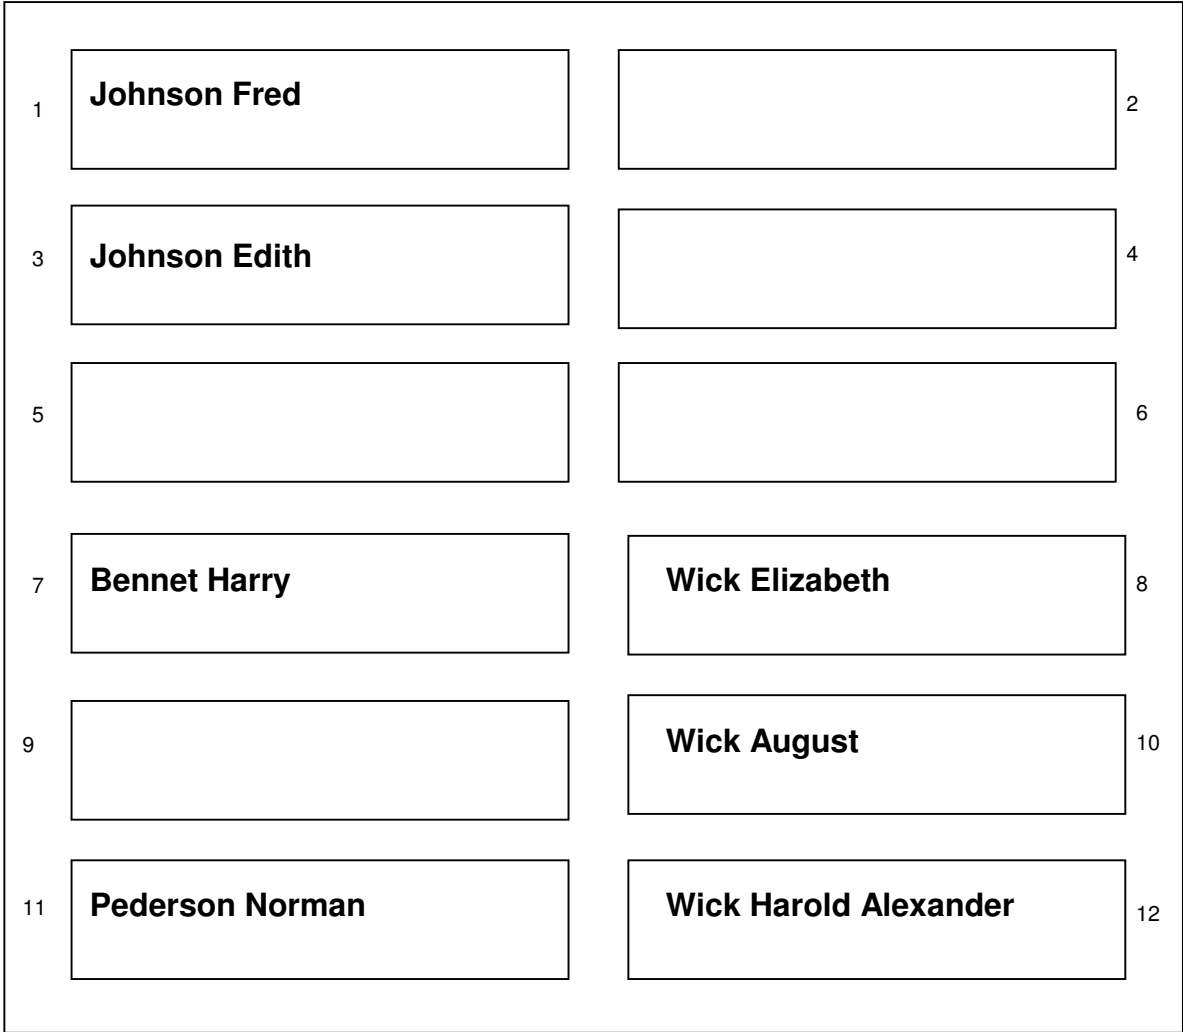 1 Johnson Fred 2
3 Johnson Edith 4
5 6
7 Bennet Harry Wick Elizabeth 8
9 Wick August 10
11 Pederson Norman Wick Harold Alexander 12